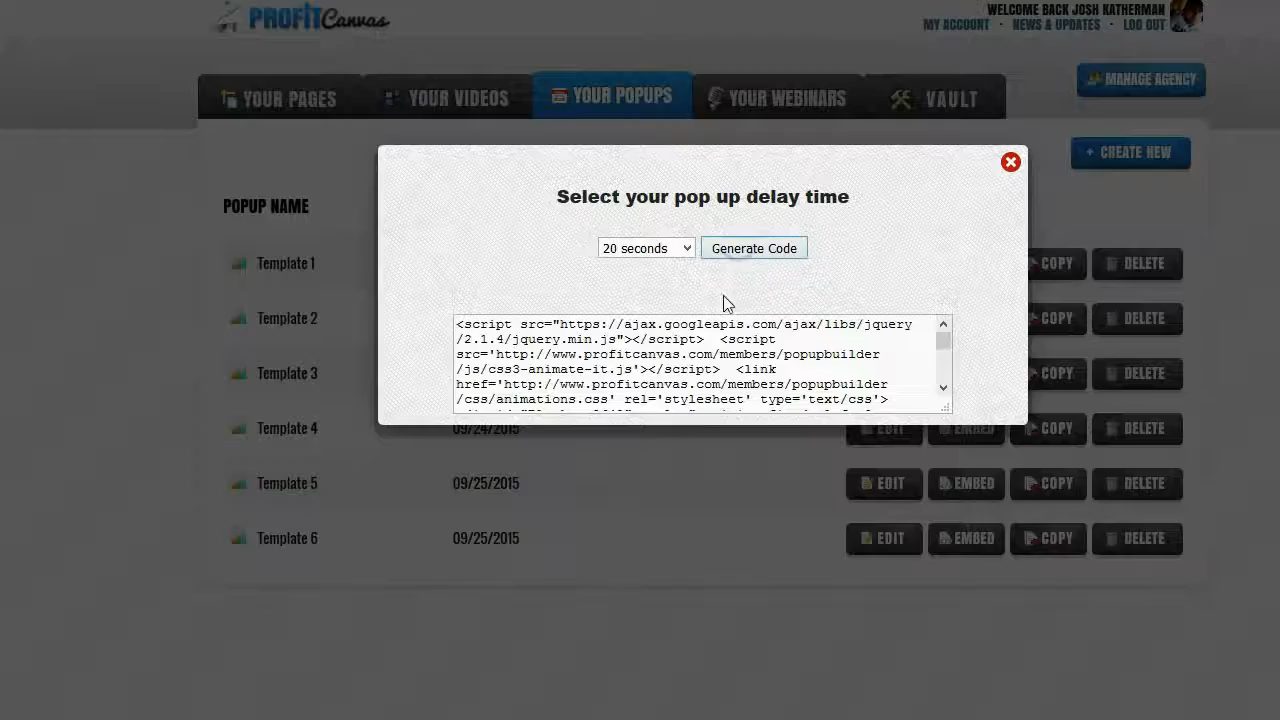 PROFITCanvas
WELCOME BACK JOSH KATHERMAN
MY ACCOUNT · NEWS & UPDATES · LOG OUT
YOUR PAGES
YOUR VIDEOS
YOUR POPUPS
YOUR WEBINARS
VAULT
MANAGE AGENCY
+ CREATE NEW
Select your pop up delay time
20 seconds
Generate Code
<script src="https://ajax.googleapis.com/ajax/libs/jquery
/2.1.4/jquery.min.js"></script> <script
src='http://www.profitcanvas.com/members/popupbuilder
/js/css3-animate-it.js'></script> <link
href='http://www.profitcanvas.com/members/popupbuilder
/css/animations.css' rel='stylesheet' type='text/css'>
POPUP NAME
Template 1
COPY
DELETE
Template 2
COPY
DELETE
Template 3
COPY
DELETE
Template 4
09/24/2015
EDIT
EMBED
COPY
DELETE
Template 5
09/25/2015
EDIT
EMBED
COPY
DELETE
Template 6
09/25/2015
EDIT
EMBED
COPY
DELETE